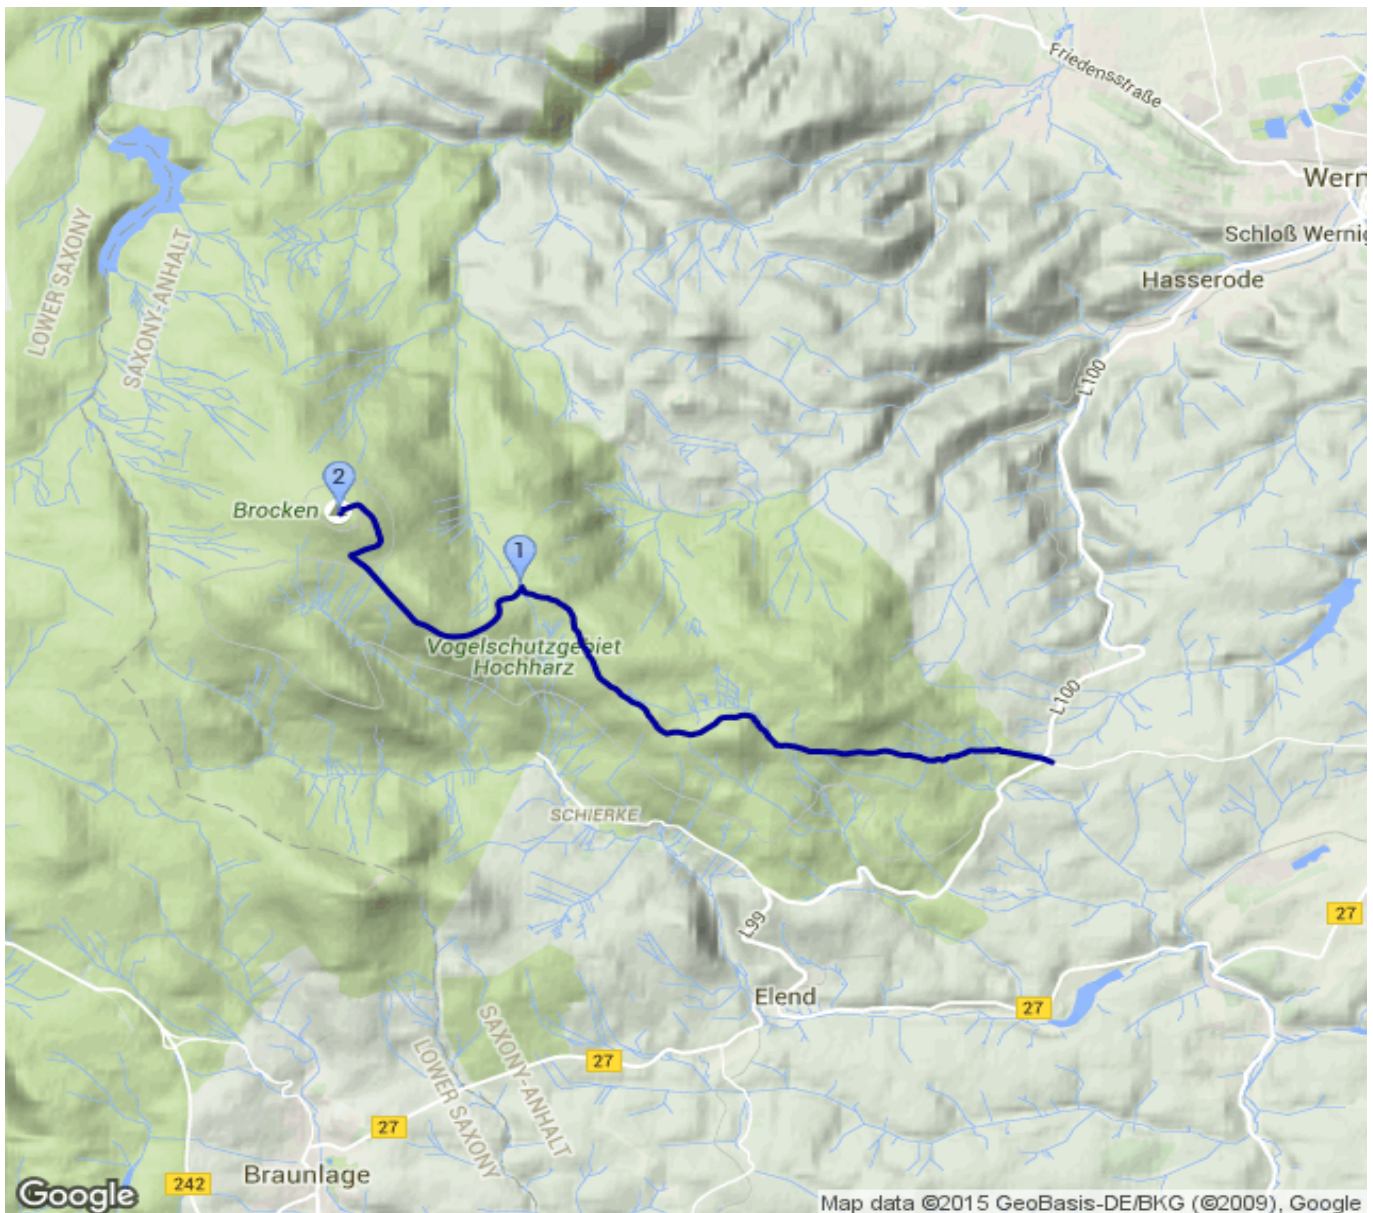 Friedensstraße
Wern
Schloß Wernig
Hasserode
LOWER SAXONY
SAXONY-ANHALT
L100
2
Brocken
1
Vogelschutzgebiet
Hochharz
L100
SCHIERKE
27
L99
Elend
27
SAXONY-ANHALT
LOWER SAXONY
27
27
Braunlage
242
Google
Map data ©2015 GeoBasis-DE/BKG (©2009), Google